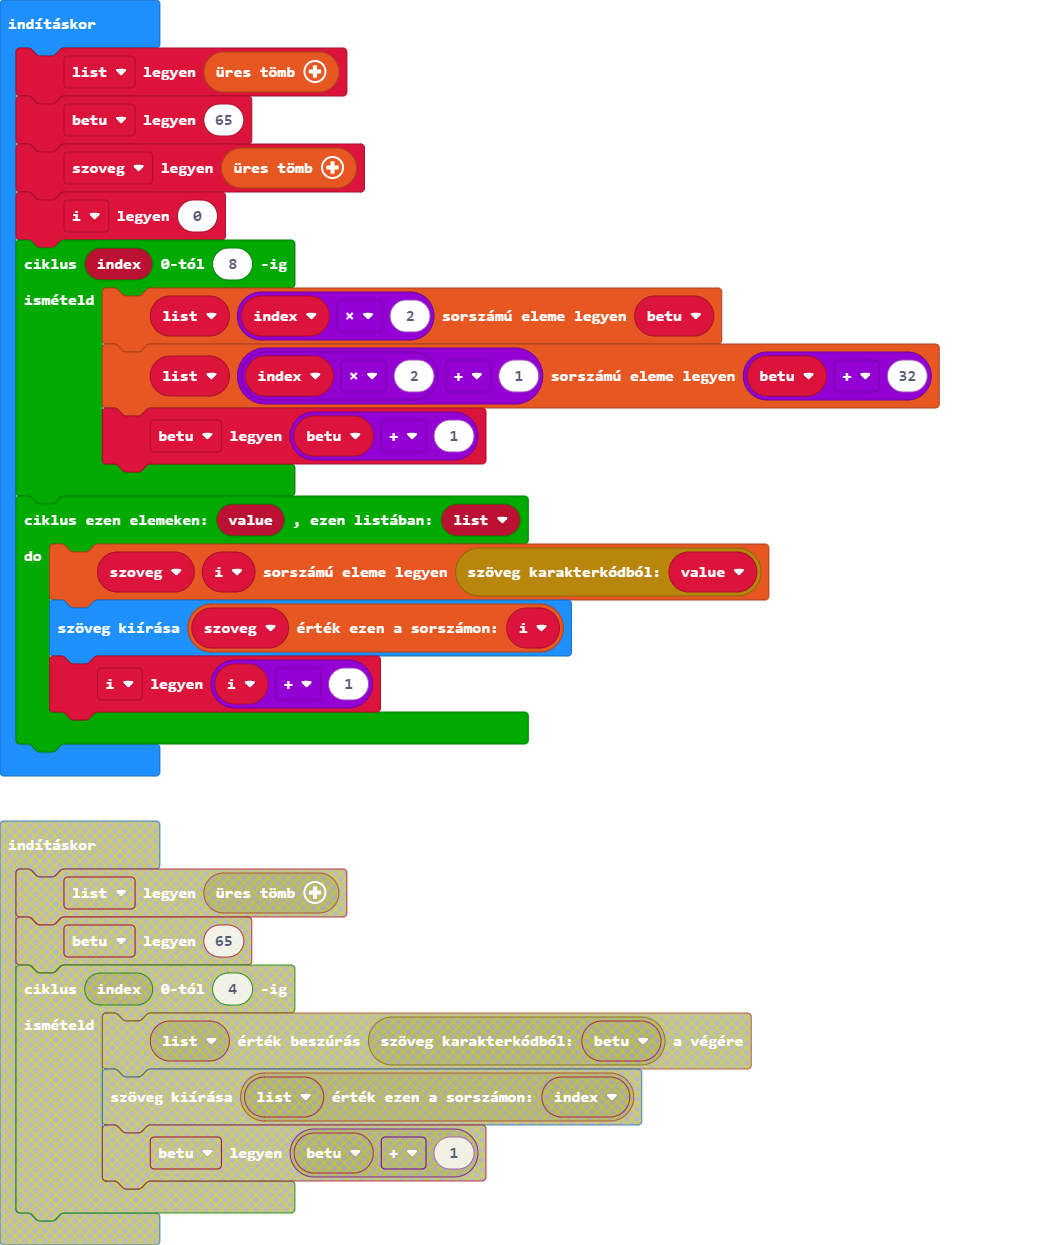 indításkor
list legyen üres tömb
betu legyen 65
szoveg legyen üres tömb
i legyen 0
ciklus index 0-tól 8 -ig
ismételd
list index × 2 sorszámú eleme legyen betu
list index × 2 + 1 sorszámú eleme legyen betu + 32
betu legyen betu + 1
ciklus ezen elemeken: value , ezen listában: list
do
szoveg i sorszámú eleme legyen szöveg karakterkódból: value
szöveg kiírása szoveg érték ezen a sorszámon: i
i legyen i + 1
indításkor
list legyen üres tömb
betu legyen 65
ciklus index 0-tól 4 -ig
ismételd
list érték beszúrás szöveg karakterkódból: betu a végére
szöveg kiírása list érték ezen a sorszámon: index
betu legyen betu + 1